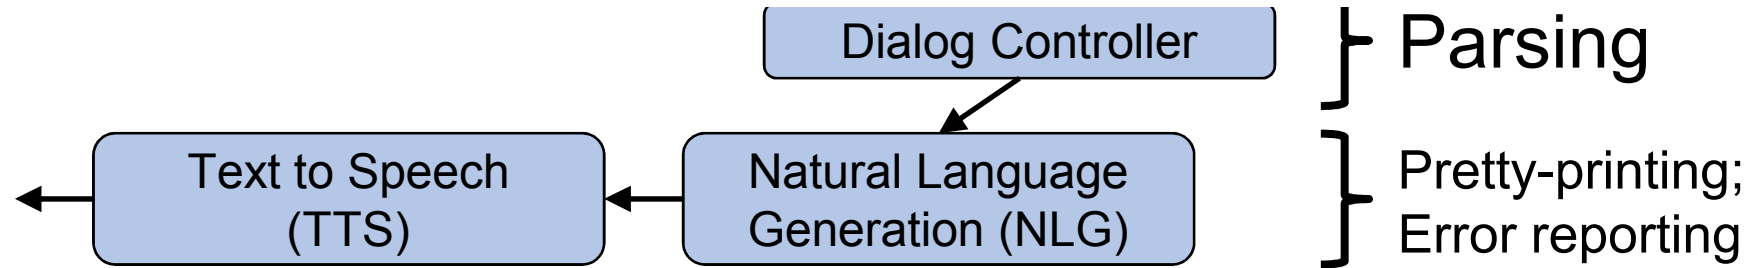 Dialog Controller
Parsing
Text to Speech
(TTS)
Natural Language
Generation (NLG)
Pretty-printing;
Error reporting